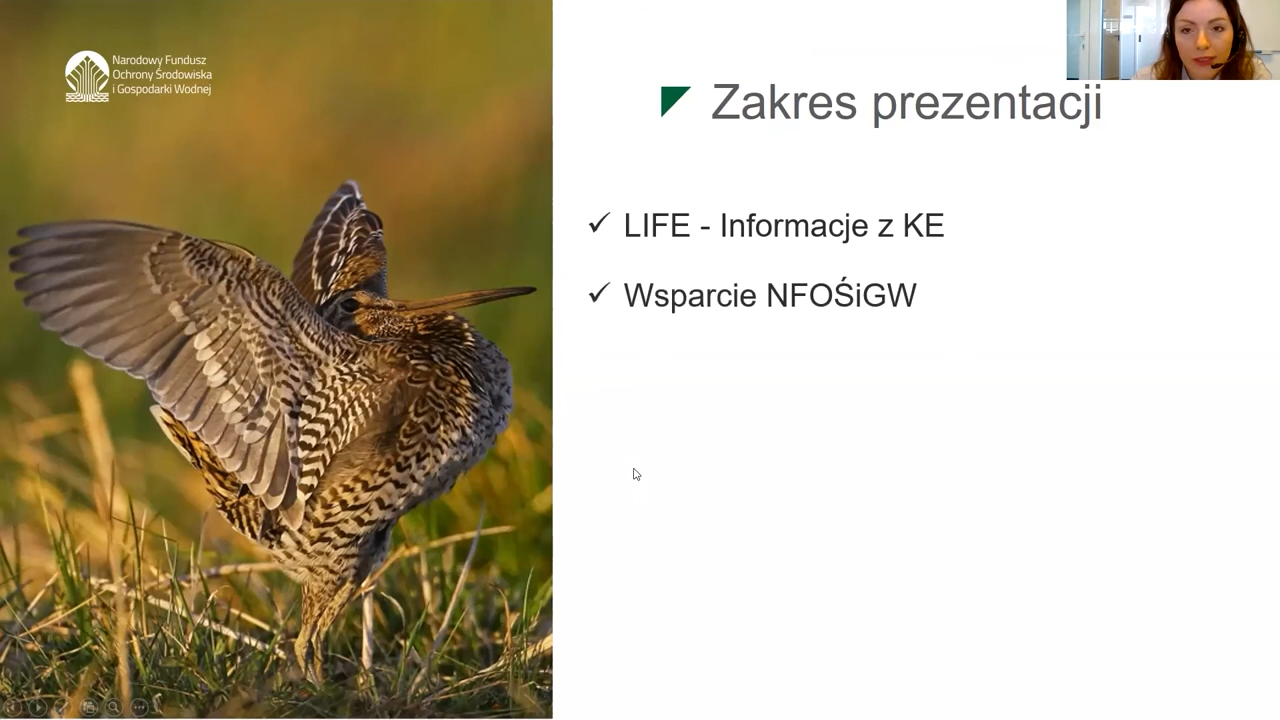 Narodowy Fundusz
Ochrony Środowiska
i Gospodarki Wodnej
Zakres prezentacji
✓ LIFE - Informacje z KE
✓ Wsparcie NFOŚiGW